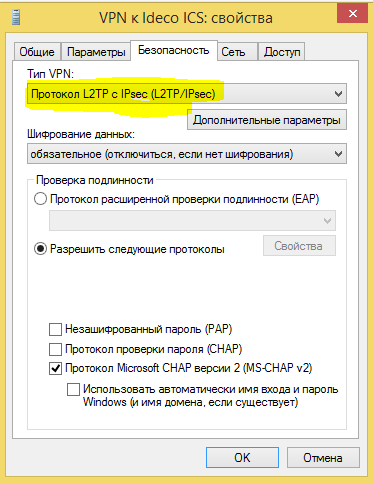 VPN к Ideco ICS: свойства
Общие Параметры Безопасность Сеть Доступ
Тип VPN:
Протокол L2TP с IPsec (L2TP/IPsec)
Дополнительные параметры
Шифрование данных:
обязательное (отключиться, если нет шифрования)
Проверка подлинности
Протокол расширенной проверки подлинности (EAP)
Свойства
Разрешить следующие протоколы
Незашифрованный пароль (PAP)
Протокол проверки пароля (CHAP)
Протокол Microsoft CHAP версии 2 (MS-CHAP v2)
Использовать автоматически имя входа и пароль
Windows (и имя домена, если существует)
OK Отмена